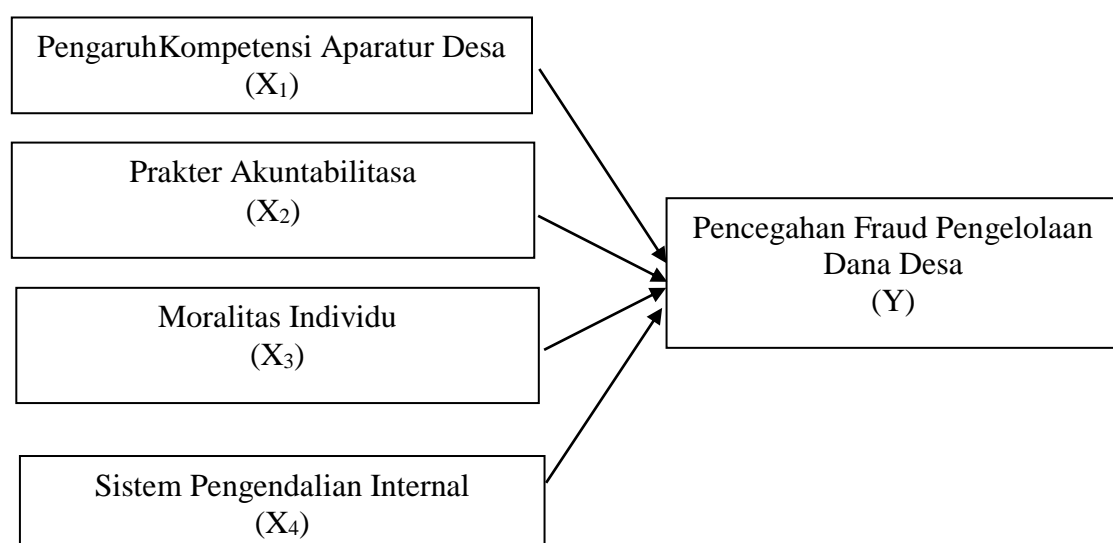 PengaruhKompetensi Aparatur Desa
(X₁)
Prakter Akuntabilitasa
(X₂)
Moralitas Individu
(X₃)
Sistem Pengendalian Internal
(X₄)
Pencegahan Fraud Pengelolaan
Dana Desa
(Y)